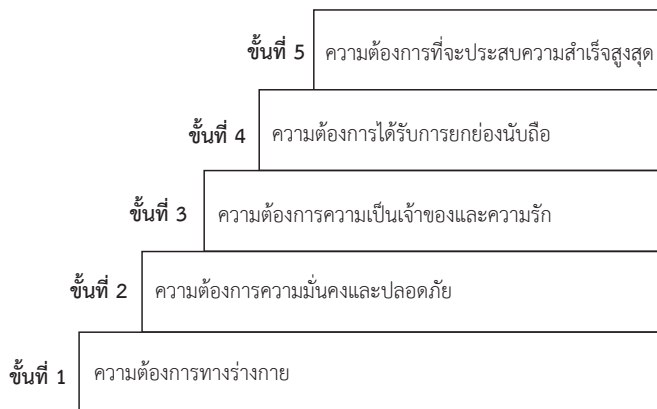 ขั้นที่ 5 ความต้องการที่จะประสบความสำเร็จสูงสุด
ขั้นที่ 4 ความต้องการได้รับการยกย่องนับถือ
ขั้นที่ 3 ความต้องการความเป็นเจ้าของและความรัก
ขั้นที่ 2 ความต้องการความมั่นคงและปลอดภัย
ขั้นที่ 1 ความต้องการทางร่างกาย